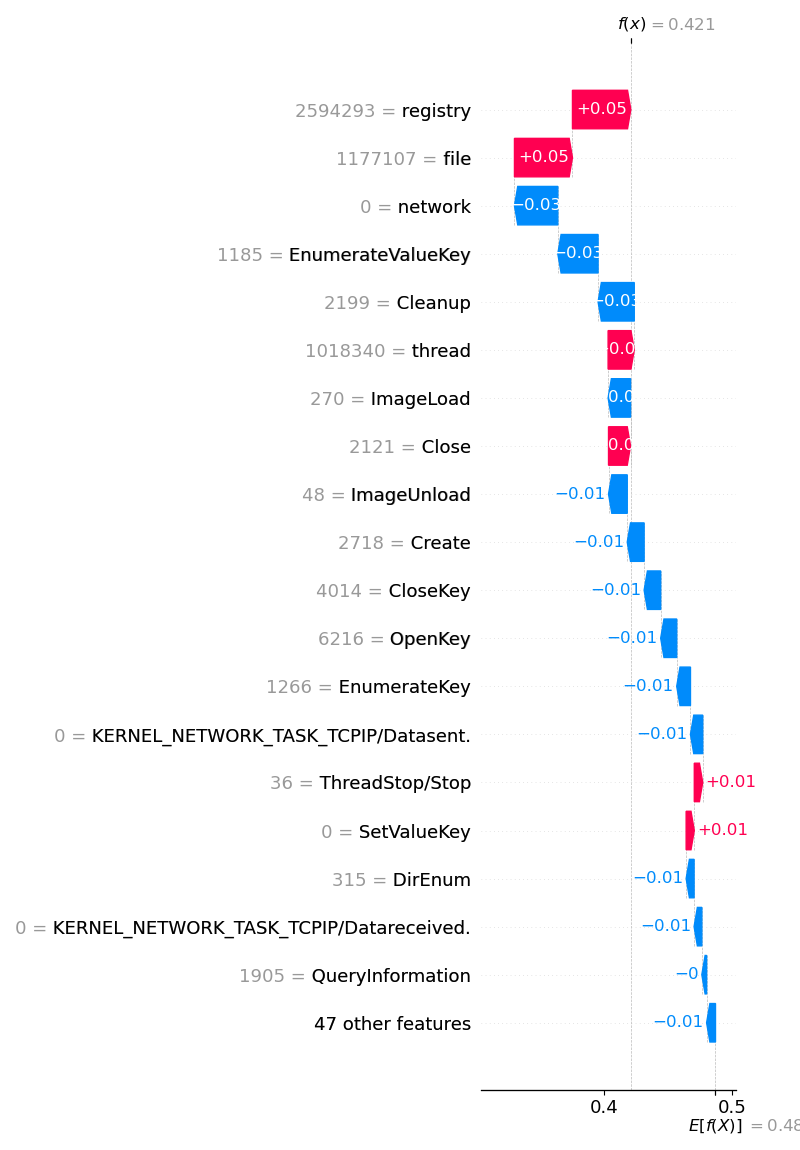 f(x) = 0.421
2594293 = registry +0.05
1177107 = file +0.05
0 = network −0.03
1185 = EnumerateValueKey −0.03
2199 = Cleanup −0.03
1018340 = thread
270 = ImageLoad
2121 = Close
48 = ImageUnload −0.01
2718 = Create −0.01
4014 = CloseKey −0.01
6216 = OpenKey −0.01
1266 = EnumerateKey −0.01
0 = KERNEL_NETWORK_TASK_TCPIP/Datasent. −0.01
36 = ThreadStop/Stop +0.01
0 = SetValueKey +0.01
315 = DirEnum −0.01
0 = KERNEL_NETWORK_TASK_TCPIP/Datareceived. −0.01
1905 = QueryInformation −0
47 other features −0.01
0.4 0.5
E[f(X)] = 0.48